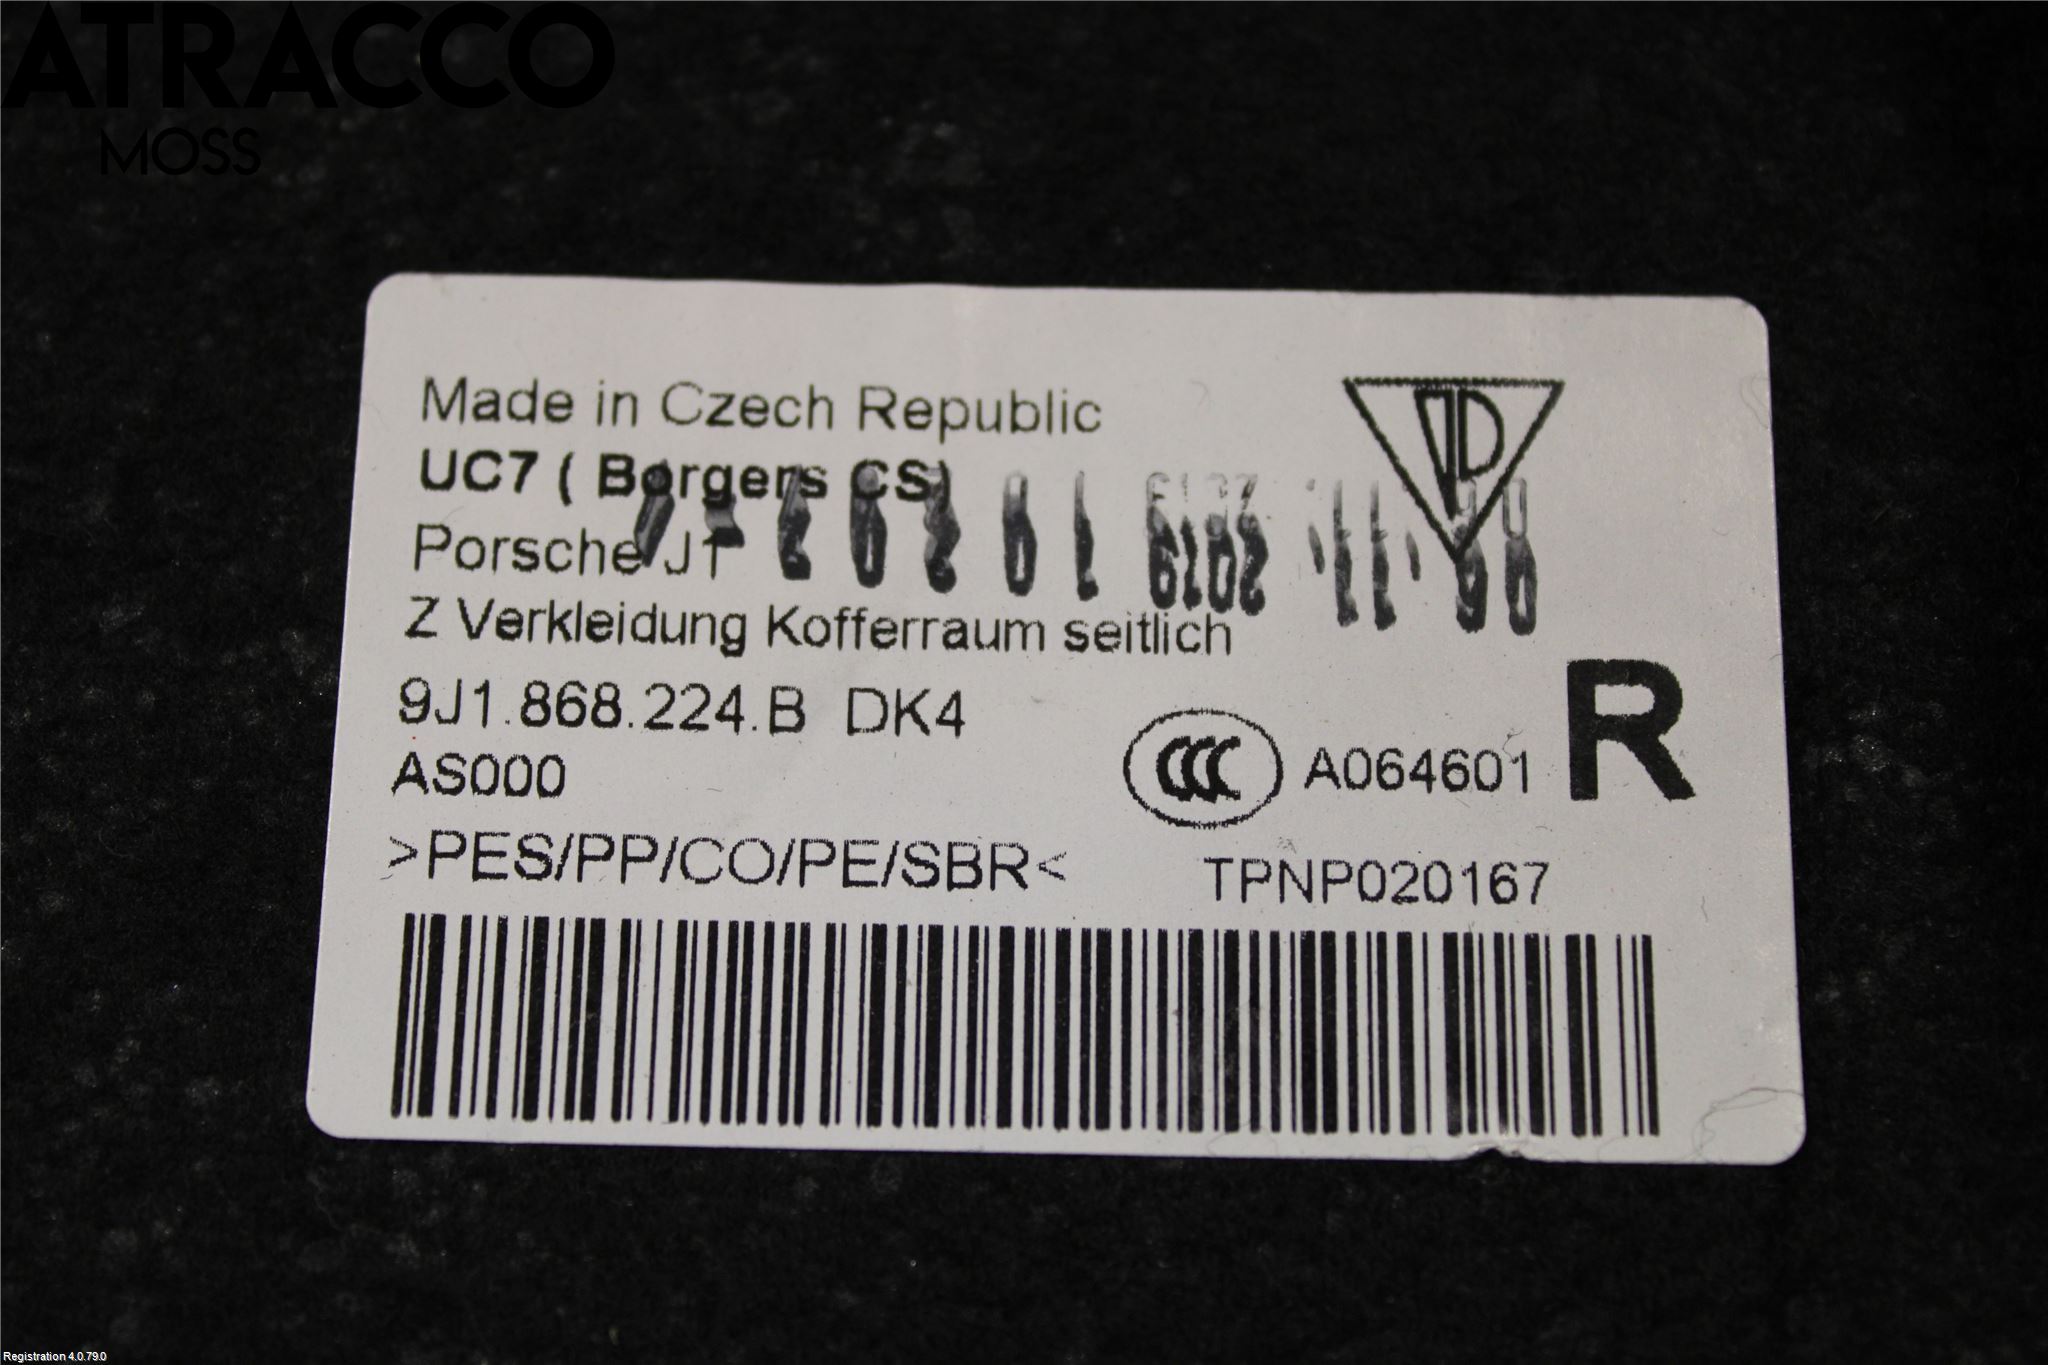 ATRACCO
MOSS
Made in Czech Republic
UC7 ( Borgers CS)
Porsche J1
Z Verkleidung Kofferraum seitlich
9J1.868.224.B DK4
AS000
CCC
A064601
R
>PES/PP/CO/PE/SBR<
TPNP020167
Registration 4.0.79.0